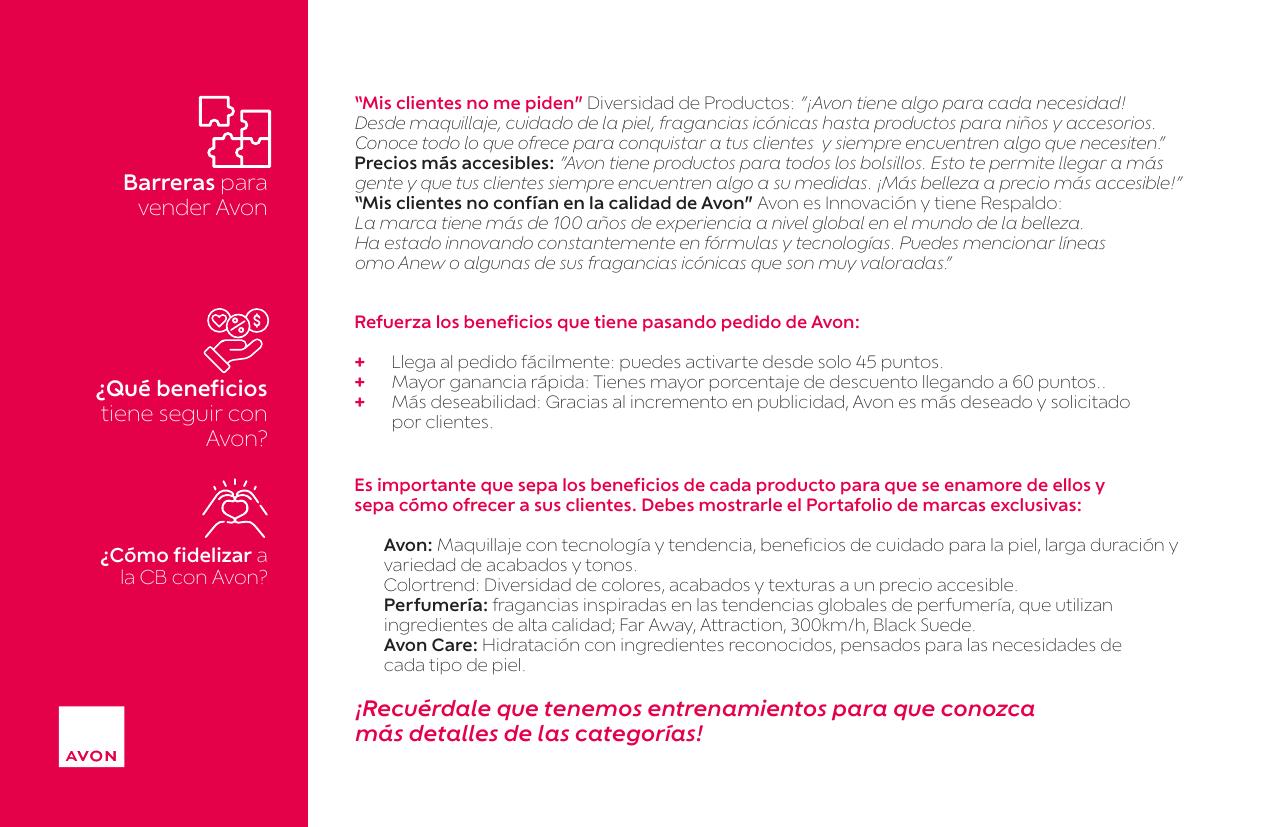 Barreras para
vender Avon
"Mis clientes no me piden" Diversidad de Productos: "¡Avon tiene algo para cada necesidad!
Desde maquillaje, cuidado de la piel, fragancias icónicas hasta productos para niños y accesorios.
Conoce todo lo que ofrece para conquistar a tus clientes y siempre encuentren algo que necesiten."
Precios más accesibles: "Avon tiene productos para todos los bolsillos. Esto te permite llegar a más
gente y que tus clientes siempre encuentren algo a su medidas. ¡Más belleza a precio más accesible!"
"Mis clientes no confían en la calidad de Avon" Avon es Innovación y tiene Respaldo:
La marca tiene más de 100 años de experiencia a nivel global en el mundo de la belleza.
Ha estado innovando constantemente en fórmulas y tecnologías. Puedes mencionar líneas
omo Anew o algunas de sus fragancias icónicas que son muy valoradas."
¿Qué beneficios
tiene seguir con
Avon?
Refuerza los beneficios que tiene pasando pedido de Avon:
+ Llega al pedido fácilmente: puedes activarte desde solo 45 puntos.
+ Mayor ganancia rápida: Tienes mayor porcentaje de descuento llegando a 60 puntos..
+ Más deseabilidad: Gracias al incremento en publicidad, Avon es más deseado y solicitado
por clientes.
¿Cómo fidelizar a
la CB con Avon?
Es importante que sepa los beneficios de cada producto para que se enamore de ellos y
sepa cómo ofrecer a sus clientes. Debes mostrarle el Portafolio de marcas exclusivas:
Avon: Maquillaje con tecnología y tendencia, beneficios de cuidado para la piel, larga duración y
variedad de acabados y tonos.
Colortrend: Diversidad de colores, acabados y texturas a un precio accesible.
Perfumería: fragancias inspiradas en las tendencias globales de perfumería, que utilizan
ingredientes de alta calidad; Far Away, Attraction, 300km/h, Black Suede.
Avon Care: Hidratación con ingredientes reconocidos, pensados para las necesidades de
cada tipo de piel.
¡Recuérdale que tenemos entrenamientos para que conozca
más detalles de las categorías!
AVON